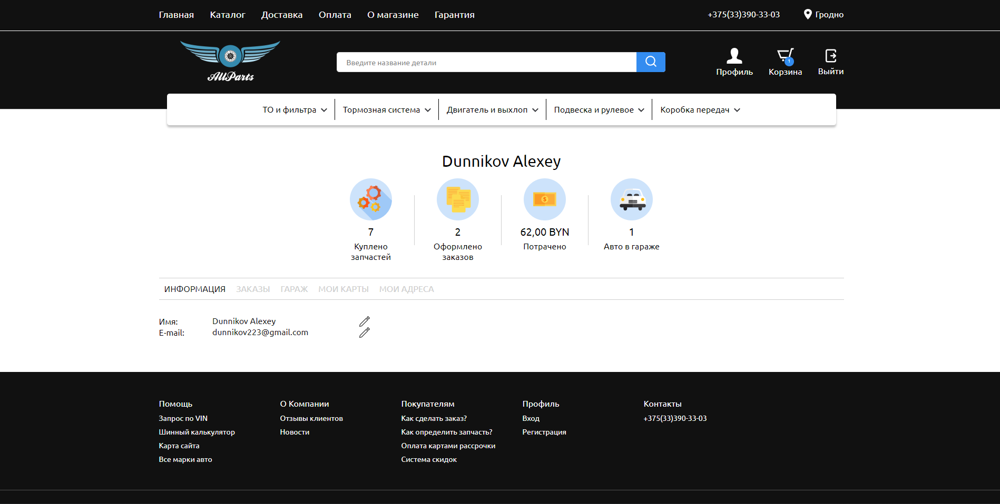 Главная Каталог Доставка Оплата О магазине Гарантия +375(33)390-33-03 Гродно
AllParts
Введите название детали
1
Профиль Корзина Выйти
ТО и фильтра Тормозная система Двигатель и выхлоп Подвеска и рулевое Коробка передач
Dunnikov Alexey
$
7 2 62,00 BYN 1
Куплено Оформлено Потрачено Авто в гараже
запчастей заказов
ИНФОРМАЦИЯ ЗАКАЗЫ ГАРАЖ МОИ КАРТЫ МОИ АДРЕСА
Имя: Dunnikov Alexey
E-mail: dunnikov223@gmail.com
Помощь О Компании Покупателям Профиль Контакты
Запрос по VIN Отзывы клиентов Как сделать заказ? Вход +375(33)390-33-03
Шинный калькулятор Новости Как определить запчасть? Регистрация
Карта сайта Оплата картами рассрочки
Все марки авто Система скидок